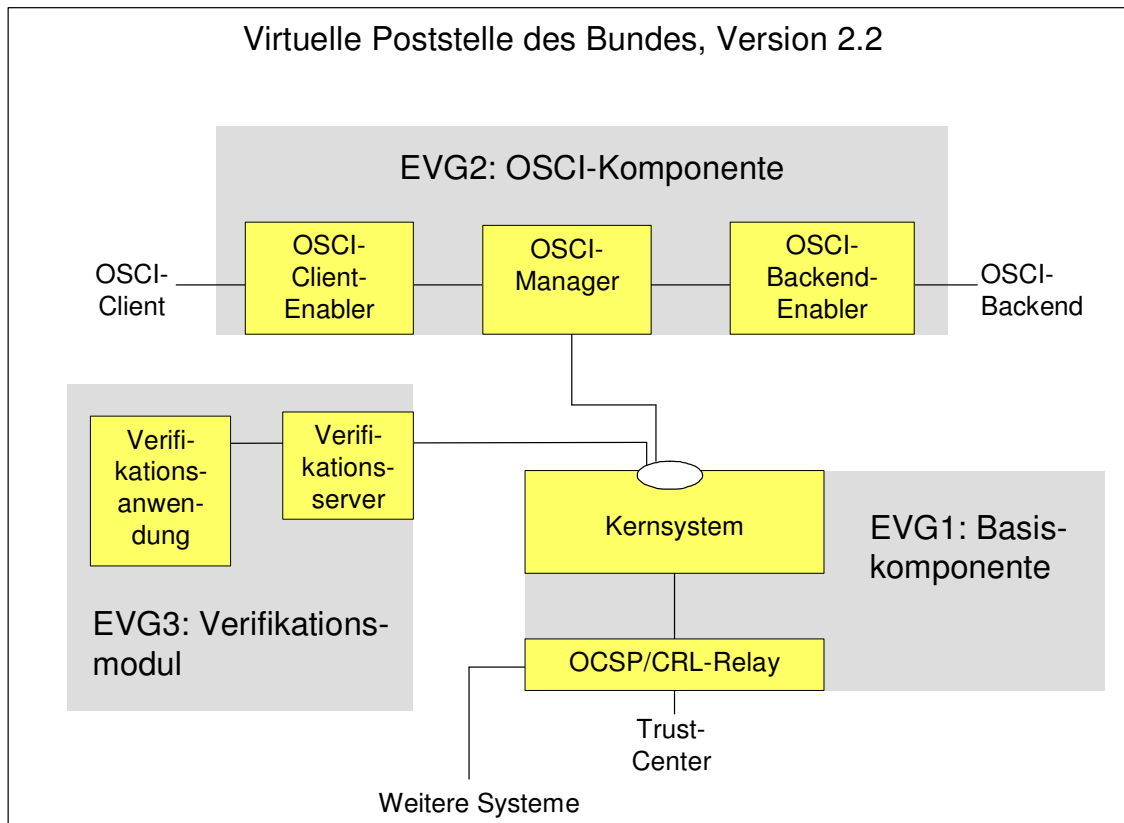 Virtuelle Poststelle des Bundes, Version 2.2
EVG2: OSCI-Komponente
OSCI-
Client
OSCI-
Client-
Enabler
OSCI-
Manager
OSCI-
Backend-
Enabler
OSCI-
Backend
Verifi-
kations-
anwen-
dung
Verifi-
kations-
server
EVG3: Verifikations-
modul
Kernsystem
EVG1: Basis-
komponente
OCSP/CRL-Relay
Trust-
Center
Weitere Systeme